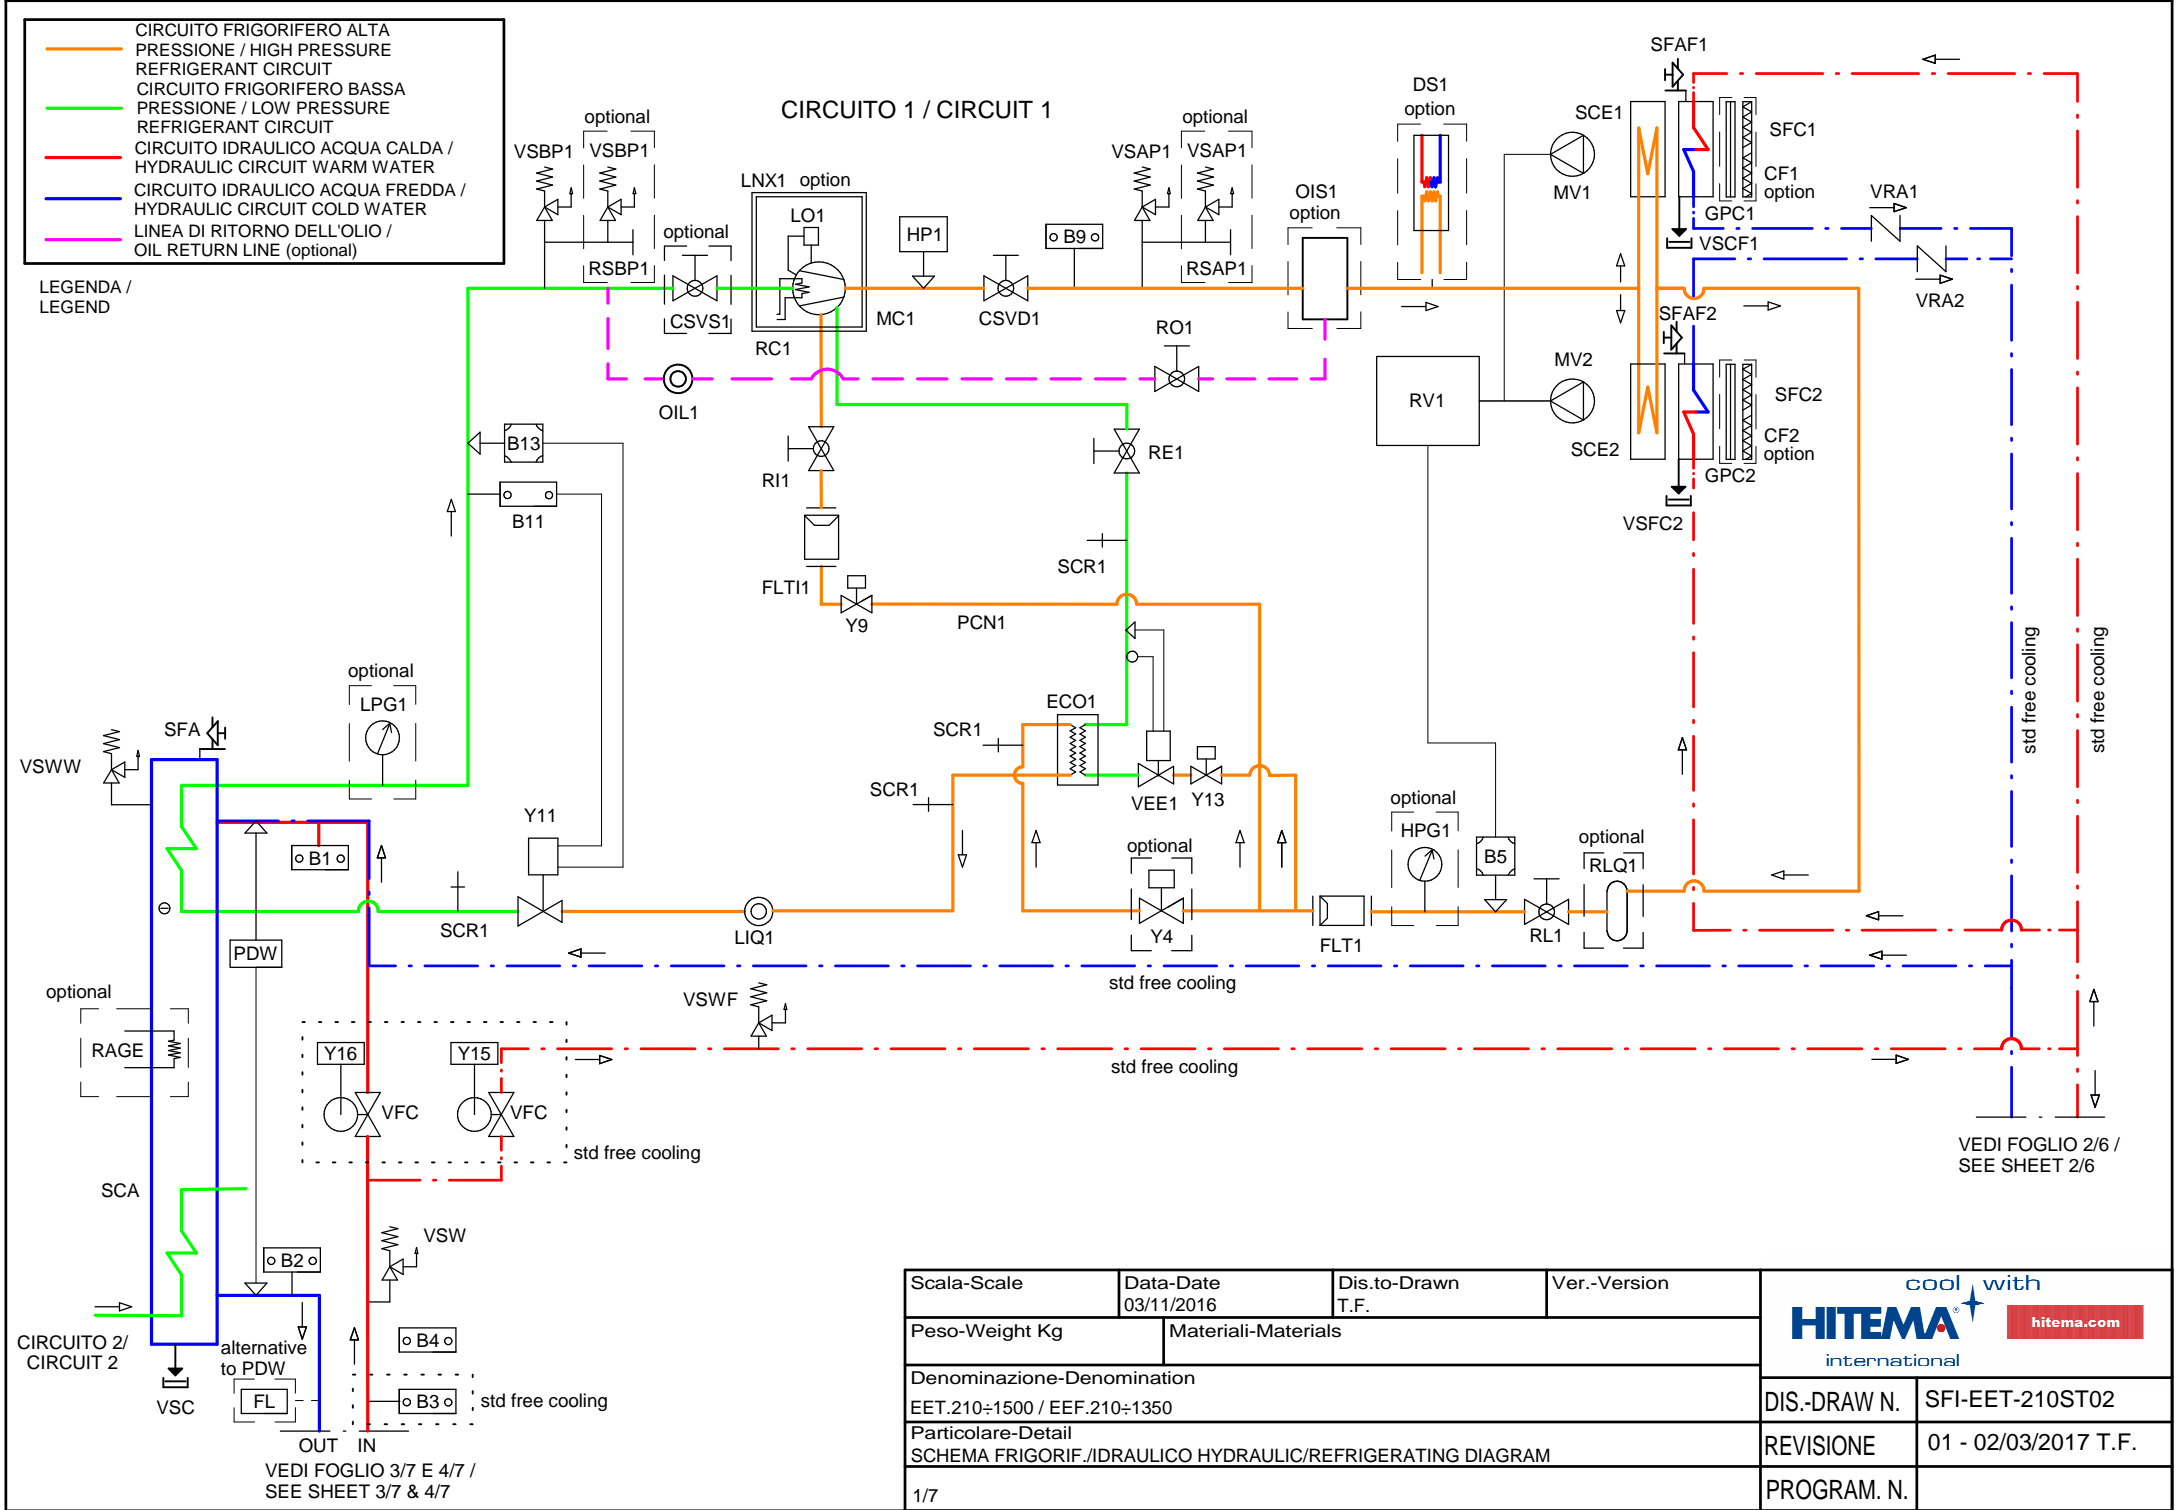 CIRCUITO FRIGORIFERO ALTA
PRESSIONE / HIGH PRESSURE
REFRIGERANT CIRCUIT
CIRCUITO FRIGORIFERO BASSA
PRESSIONE / LOW PRESSURE
REFRIGERANT CIRCUIT
CIRCUITO IDRAULICO ACQUA CALDA /
HYDRAULIC CIRCUIT WARM WATER
CIRCUITO IDRAULICO ACQUA FREDDA /
HYDRAULIC CIRCUIT COLD WATER
LINEA DI RITORNO DELL'OLIO /
OIL RETURN LINE (optional)
LEGENDA /
LEGEND
CIRCUITO 1 / CIRCUIT 1
optional
VSBP1
VSBP1
RSBP1
optional
CSVS1
LNX1 option
LO1
RC1
MC1
HP1
CSVD1
B9
optional
VSAP1
VSAP1
RSAP1
OIS1
option
DS1
option
SFAF1
SCE1
MV1
SFC1
CF1
option
GPC1
VSCF1
VRA1
VRA2
SFAF2
MV2
RV1
SCE2
SFC2
CF2
option
GPC2
VSFC2
RO1
OIL1
B13
B11
RI1
RE1
SCR1
FLTI1
Y9
PCN1
std free cooling
std free cooling
optional
LPG1
SFA
VSWW
ECO1
SCR1
SCR1
VEE1
Y13
Y11
B1
optional
Y4
optional
HPG1
B5
optional
RLQ1
SCR1
LIQ1
FLT1
RL1
PDW
std free cooling
optional
RAGE
VSWF
std free cooling
Y16
Y15
VFC
VFC
std free cooling
VEDI FOGLIO 2/6 /
SEE SHEET 2/6
SCA
VSW
B2
CIRCUITO 2/
CIRCUIT 2
alternative
to PDW
VSC
FL
B4
B3
std free cooling
OUT
IN
VEDI FOGLIO 3/7 E 4/7 /
SEE SHEET 3/7 & 4/7
Scala-Scale
Data-Date
03/11/2016
Dis.to-Drawn
T.F.
Ver.-Version
Peso-Weight Kg
Materiali-Materials
Denominazione-Denomination
EET.210÷1500 / EEF.210÷1350
Particolare-Detail
SCHEMA FRIGORIF./IDRAULICO HYDRAULIC/REFRIGERATING DIAGRAM
1/7
cool with
HITEMA®
international
hitema.com
DIS.-DRAW N.
SFI-EET-210ST02
REVISIONE
01 - 02/03/2017 T.F.
PROGRAM. N.